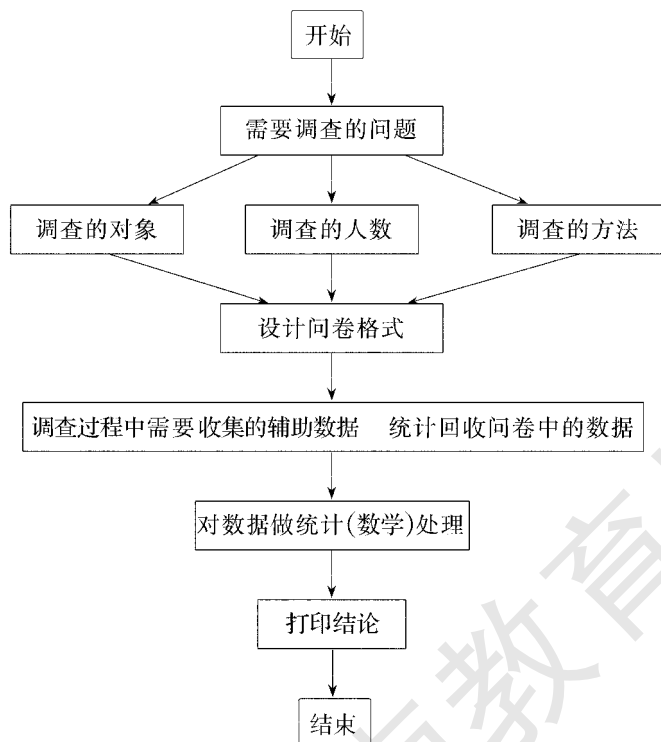 开始
需要调查的问题
调查的对象 调查的人数 调查的方法
设计问卷格式
调查过程中需要收集的辅助数据 统计回收问卷中的数据
对数据做统计(数学)处理
打印结论
结束
教育